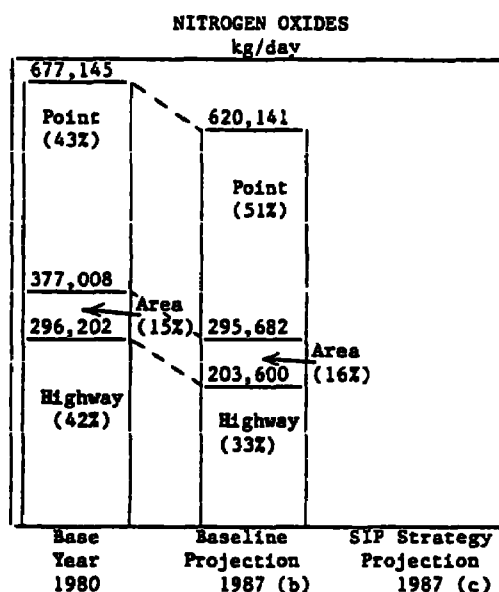 NITROGEN OXIDES
kg/day
677,145
Point
(43%)
620,141
Point
(51%)
377,008
Area
(15%)
296,202
295,682
Area
(16%)
203,600
Highway
(42%)
Highway
(33%)
Base
Year
1980
Baseline
Projection
1987 (b)
SIP Strategy
Projection
1987 (c)